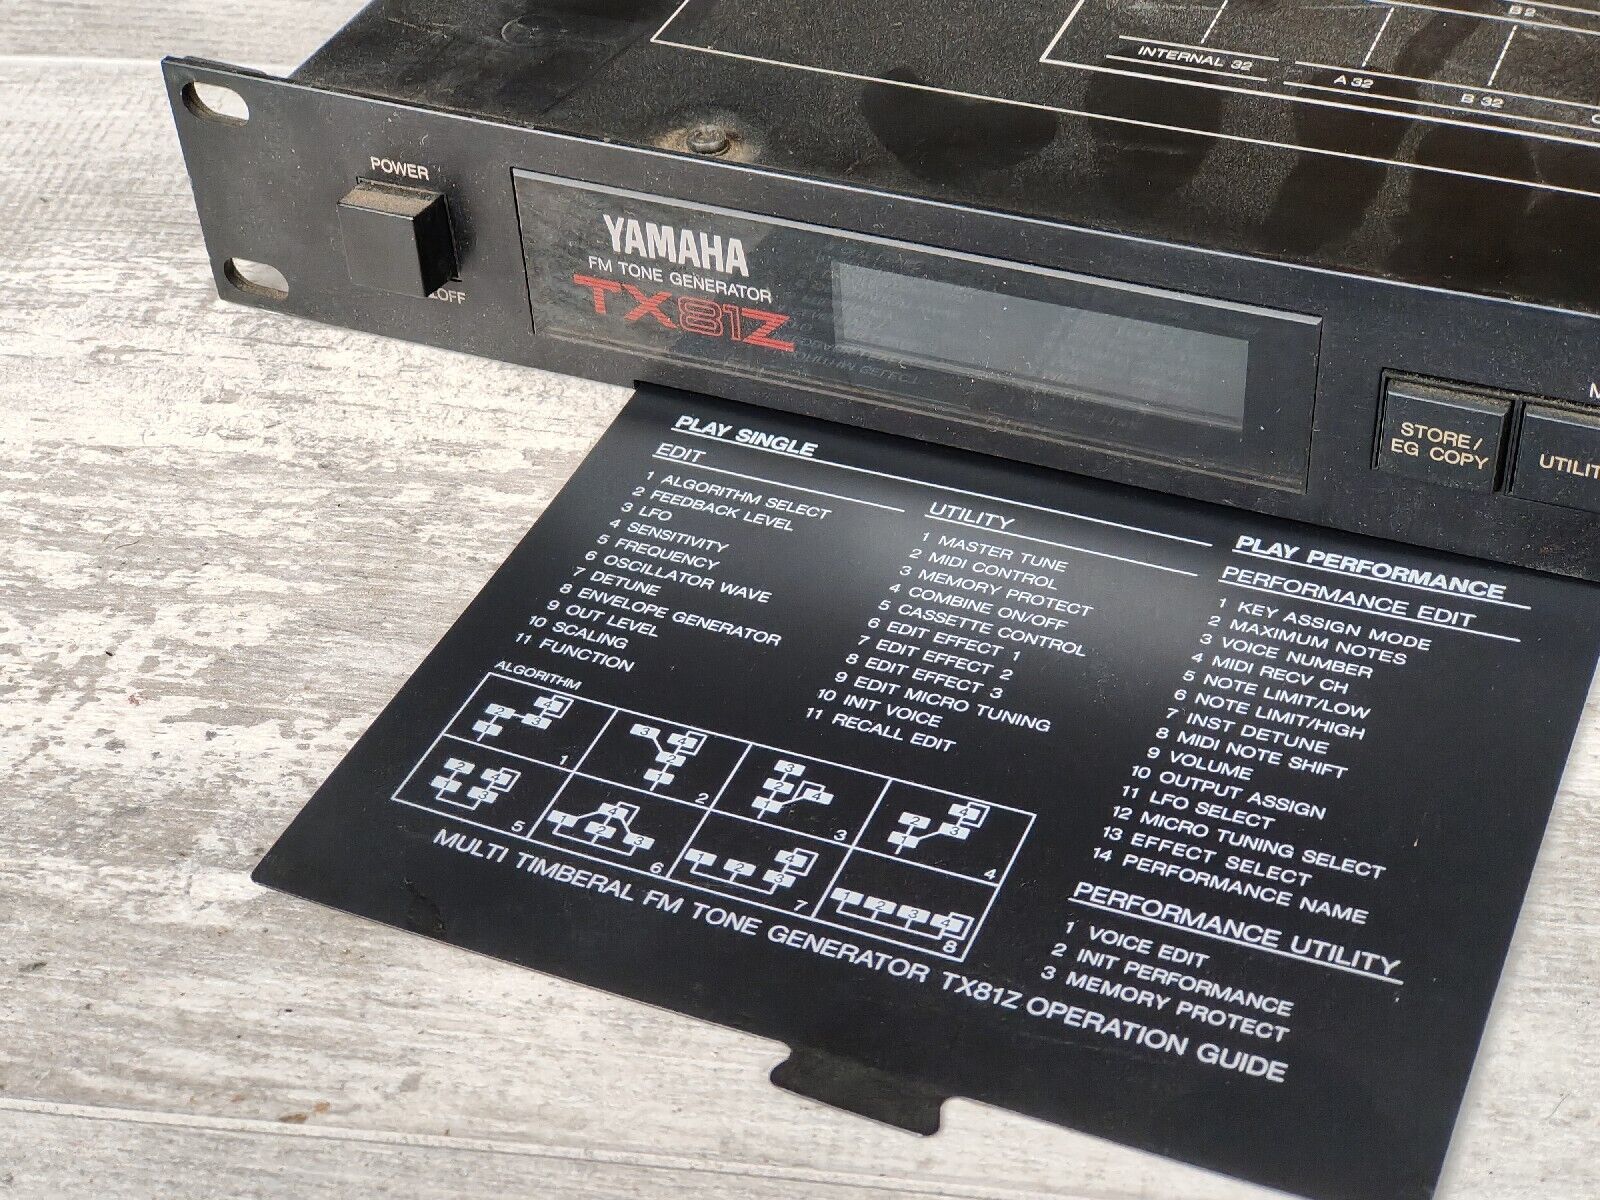 B 2
INTERNAL 32
A 32
B 32
POWER
OFF
YAMAHA
FM TONE GENERATOR
TX81Z
STORE/
EG COPY
PLAY SINGLE
EDIT
1 ALGORITHM SELECT
2 FEEDBACK LEVEL
3 LFO
4 SENSITIVITY
5 FREQUENCY
6 OSCILLATOR WAVE
7 DETUNE
8 ENVELOPE GENERATOR
9 OUT LEVEL
10 SCALING
11 FUNCTION
UTILITY
1 MASTER TUNE
2 MIDI CONTROL
3 MEMORY PROTECT
4 COMBINE ON/OFF
5 CASSETTE CONTROL
6 EDIT EFFECT 1
7 EDIT EFFECT 2
8 EDIT EFFECT 3
9 EDIT MICRO TUNING
10 INIT VOICE
11 RECALL EDIT
PLAY PERFORMANCE
PERFORMANCE EDIT
1 KEY ASSIGN MODE
2 MAXIMUM NOTES
3 VOICE NUMBER
4 MIDI RECV CH
5 NOTE LIMIT/LOW
6 NOTE LIMIT/HIGH
7 INST DETUNE
8 MIDI NOTE SHIFT
9 VOLUME
10 OUTPUT ASSIGN
11 LFO SELECT
12 MICRO TUNING SELECT
13 EFFECT SELECT
14 PERFORMANCE NAME
PERFORMANCE UTILITY
1 VOICE EDIT
2 INIT PERFORMANCE
3 MEMORY PROTECT
ALGORITHM
1
2
3
4
5
6
7
8
MULTI TIMBERAL FM TONE GENERATOR TX81Z OPERATION GUIDE